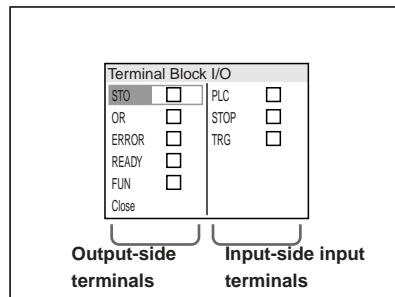 Terminal Block I/O
STO PLC
OR STOP
ERROR TRG
READY
FUN
Close
Output-side Input-side input
terminals terminals